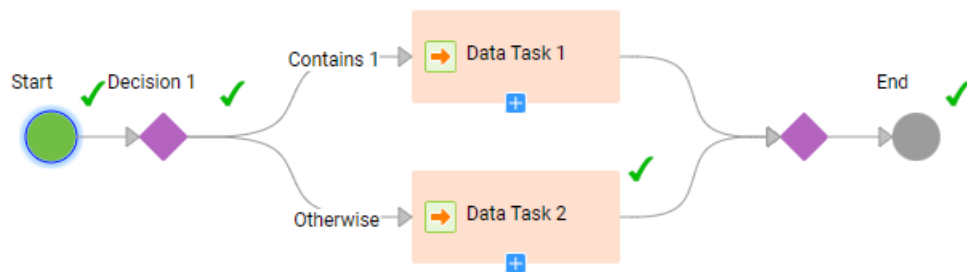 Start
Decision 1
Contains 1
Data Task 1
Otherwise
Data Task 2
End